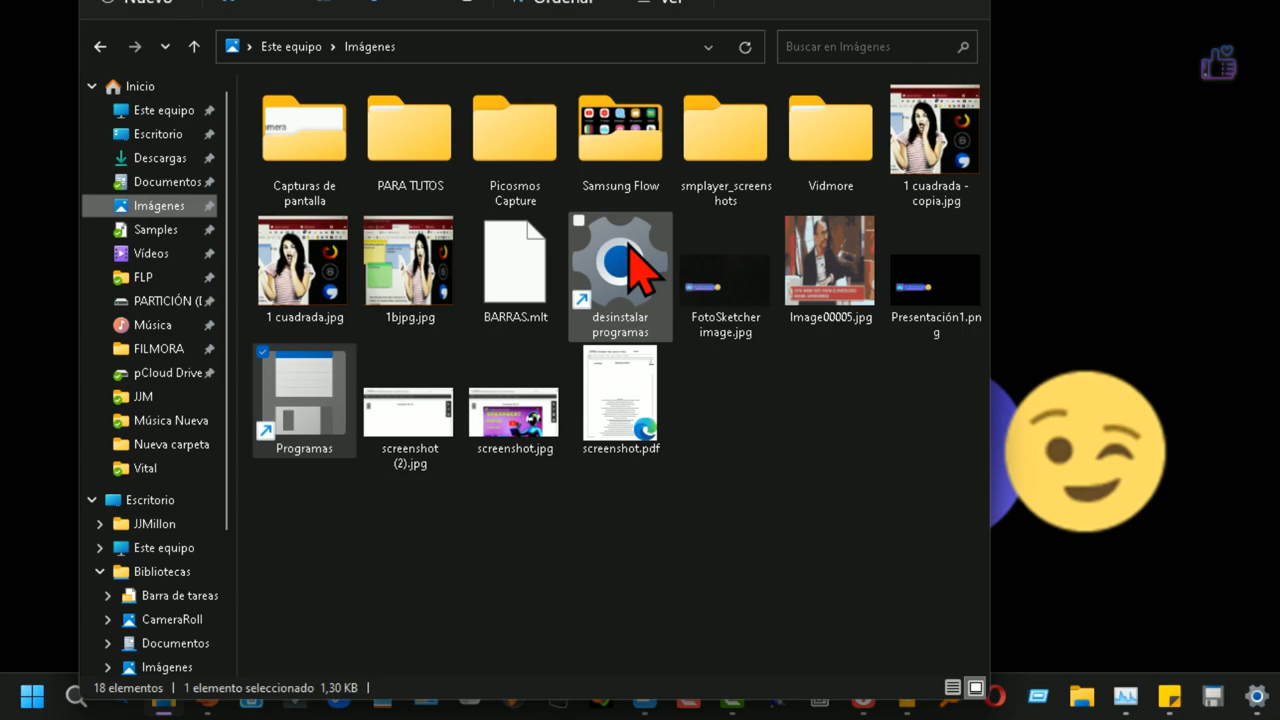 Nuevo
Ordenar
Ver
Este equipo
Imágenes
Buscar en Imágenes
Inicio
Este equipo
Escritorio
Descargas
Documentos
Imágenes
Samples
Vídeos
FLP
PARTICIÓN (D
Música
FILMORA
pCloud Drive
JJM
Música Nueva
Nueva carpeta
Vital
Escritorio
JJMillon
Este equipo
Bibliotecas
Barra de tareas
CameraRoll
Documentos
Imágenes
Capturas de
pantalla
PARA TUTOS
Picosmos
Capture
Samsung Flow
smplayer_screens
hots
Vidmore
1 cuadrada -
copia.jpg
1 cuadrada.jpg
1bjpg.jpg
BARRAS.mlt
desinstalar
programas
FotoSketcher
image.jpg
Image00005.jpg
Presentación1.pn
g
Programas
screenshot
(2).jpg
screenshot.jpg
screenshot.pdf
18 elementos
1 elemento seleccionado 1,30 KB